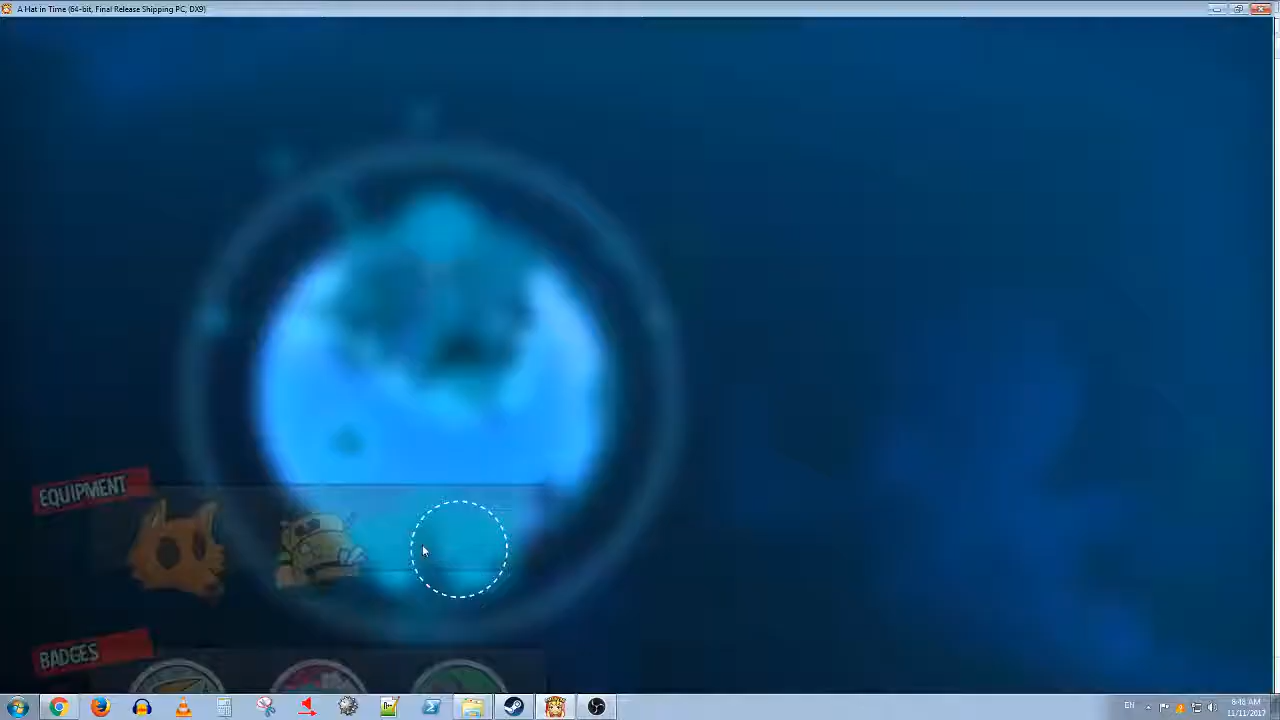 A Hat in Time (64-bit, Final Release Shipping PC, DX9)
EQUIPMENT
BADGES
EN
8:48 AM
11/11/2017